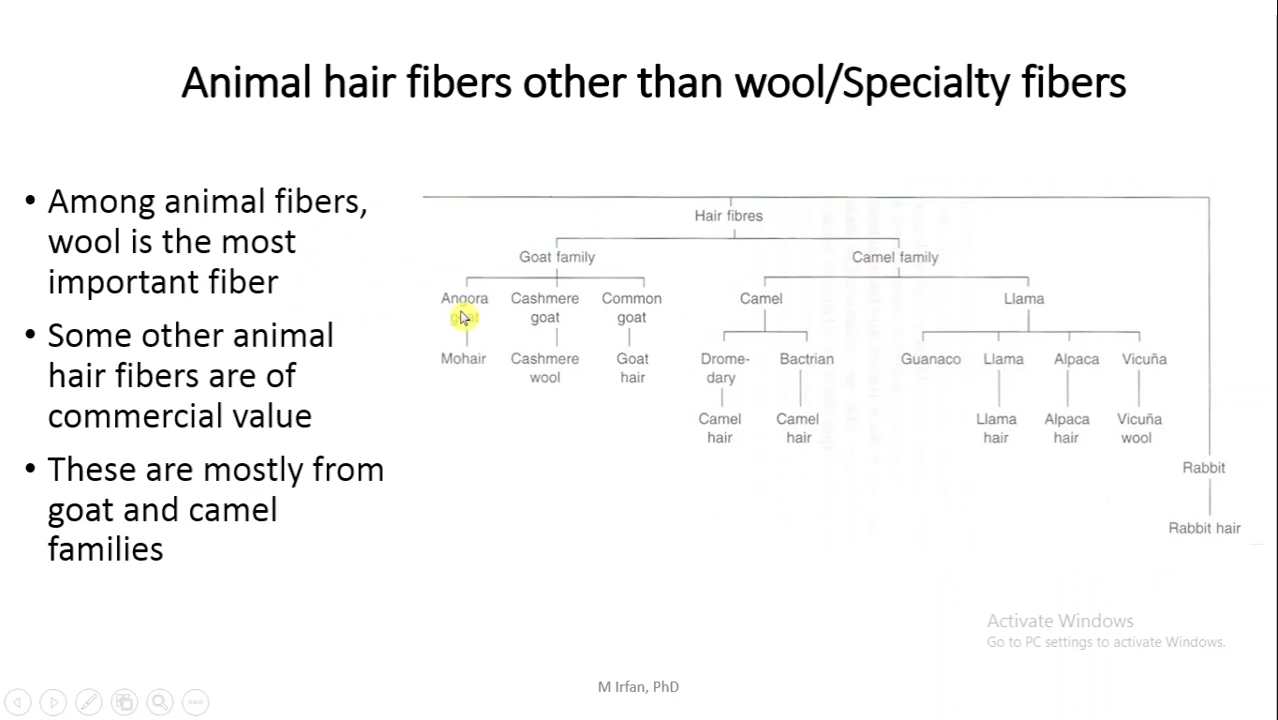 Animal hair fibers other than wool/Specialty fibers
• Among animal fibers,
wool is the most
important fiber
• Some other animal
hair fibers are of
commercial value
• These are mostly from
goat and camel
families
Hair fibres
Goat family
Camel family
Angora
goat
Cashmere
goat
Common
goat
Camel
Llama
Mohair
Cashmere
wool
Goat
hair
Drome-
dary
Bactrian
Guanaco
Llama
Alpaca
Vicuña
Camel
hair
Camel
hair
Llama
hair
Alpaca
hair
Vicuña
wool
Rabbit
Rabbit hair
Activate Windows
Go to PC settings to activate Windows.
M Irfan, PhD